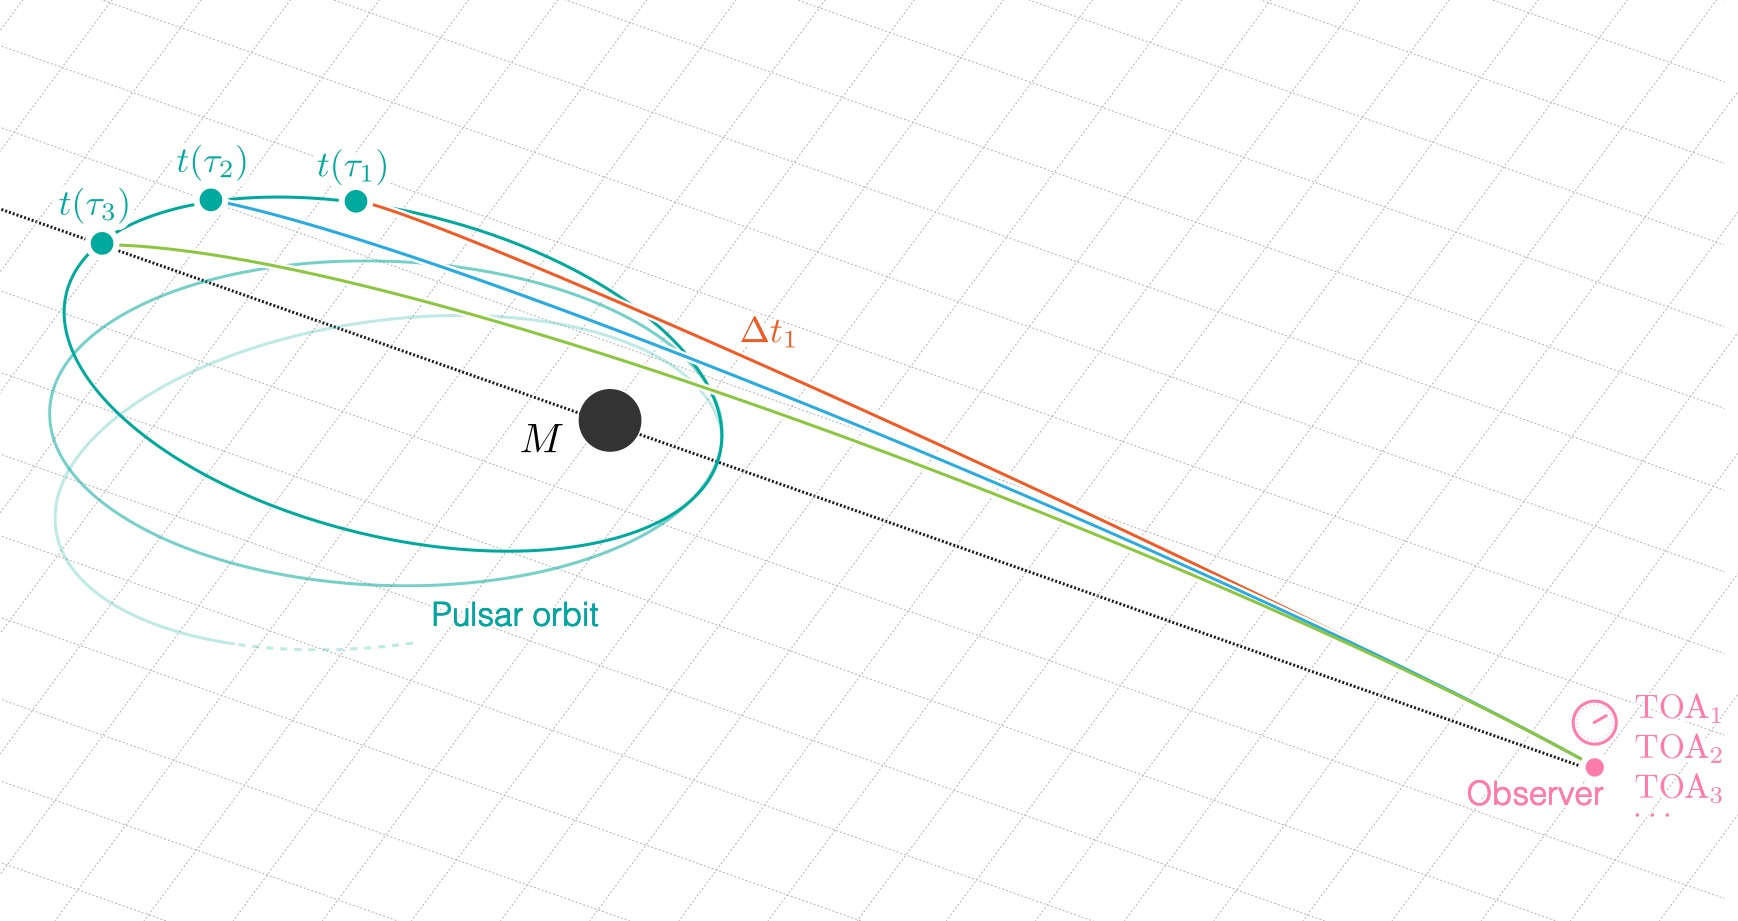 t(τ₂)
t(τ₁)
t(τ₃)
Δt₁
M
Pulsar orbit
TOA₁
TOA₂
TOA₃
...
Observer